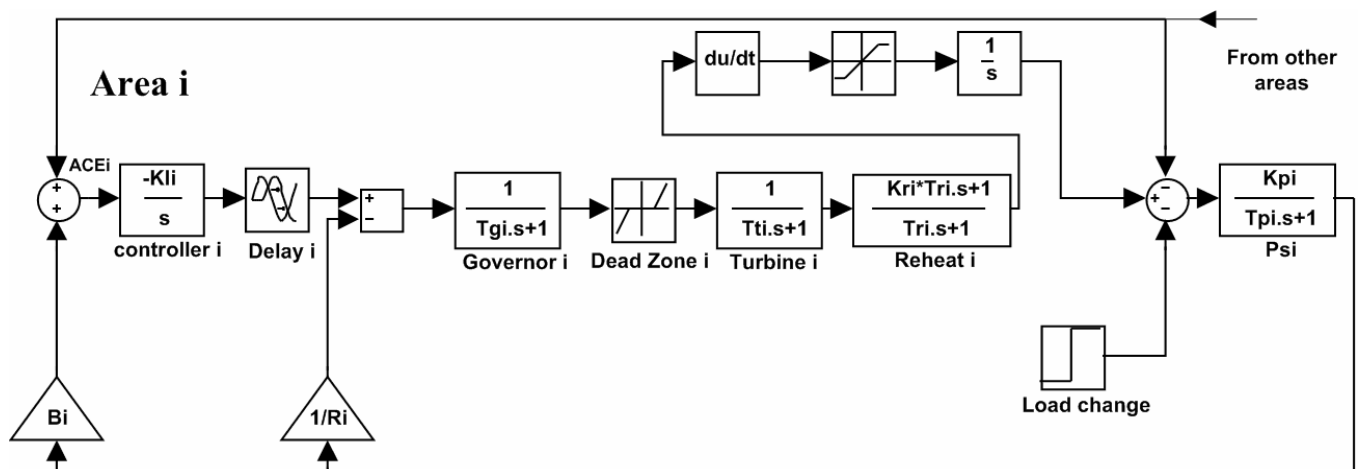 Area i
du/dt
1
s
From other
areas
ACEi
+
+
-KIi
s
controller i
Delay i
+
−
1
Tgi.s+1
Governor i
Dead Zone i
1
Tti.s+1
Turbine i
Kri*Tri.s+1
Tri.s+1
Reheat i
−
+
−
Kpi
Tpi.s+1
Psi
Load change
Bi
1/Ri